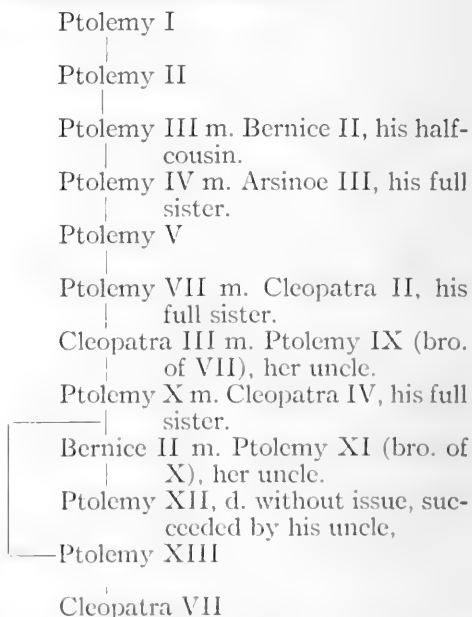 Ptolemy I
Ptolemy II
Ptolemy III m. Bernice II, his half-
cousin.
Ptolemy IV m. Arsinoe III, his full
sister.
Ptolemy V
Ptolemy VII m. Cleopatra II, his
full sister.
Cleopatra III m. Ptolemy IX (bro.
of VII), her uncle.
Ptolemy X m. Cleopatra IV, his full
sister.
Bernice II m. Ptolemy XI (bro. of
X), her uncle.
Ptolemy XII, d. without issue, suc-
ceeded by his uncle,
Ptolemy XIII
Cleopatra VII